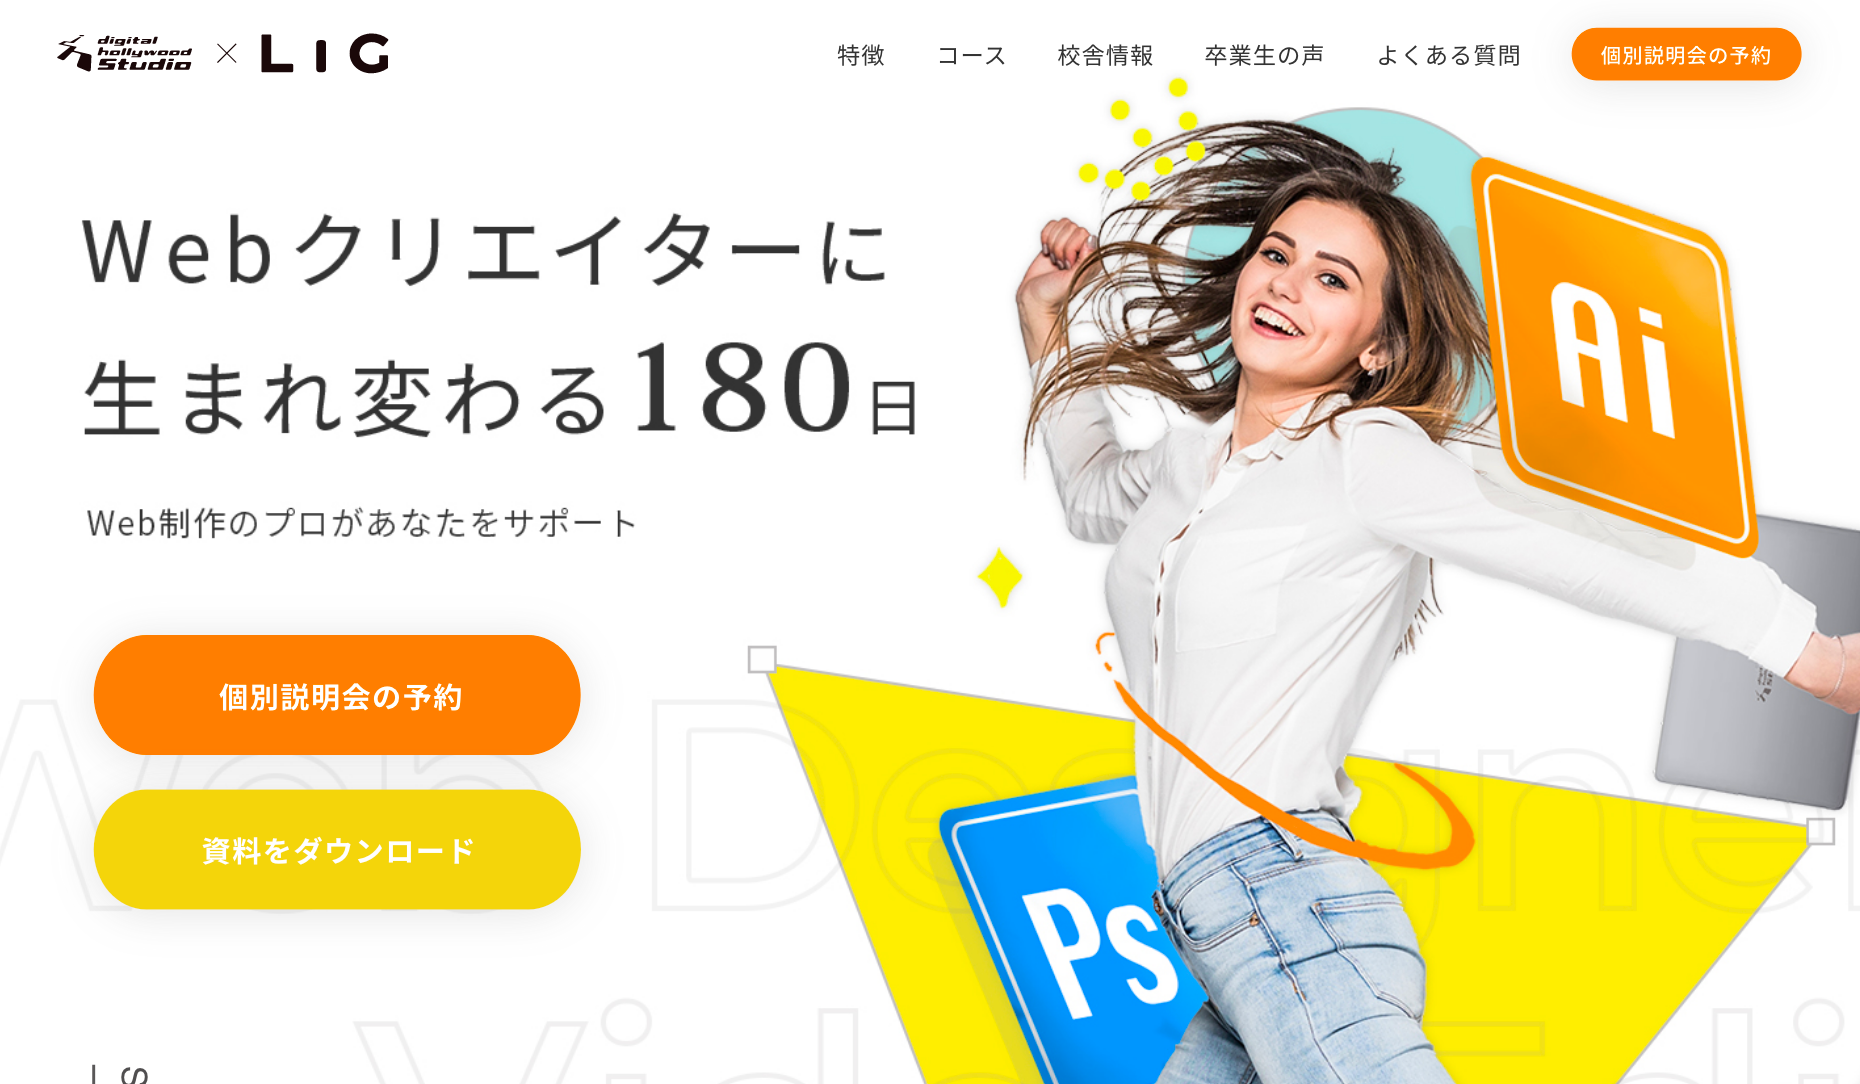 digital
hollywood
Studio
× LIG
特徴 コース 校舎情報 卒業生の声 よくある質問 個別説明会の予約
Webクリエイターに
生まれ変わる180日
Web制作のプロがあなたをサポート
個別説明会の予約
資料をダウンロード
Ai
Ps
Web Designer